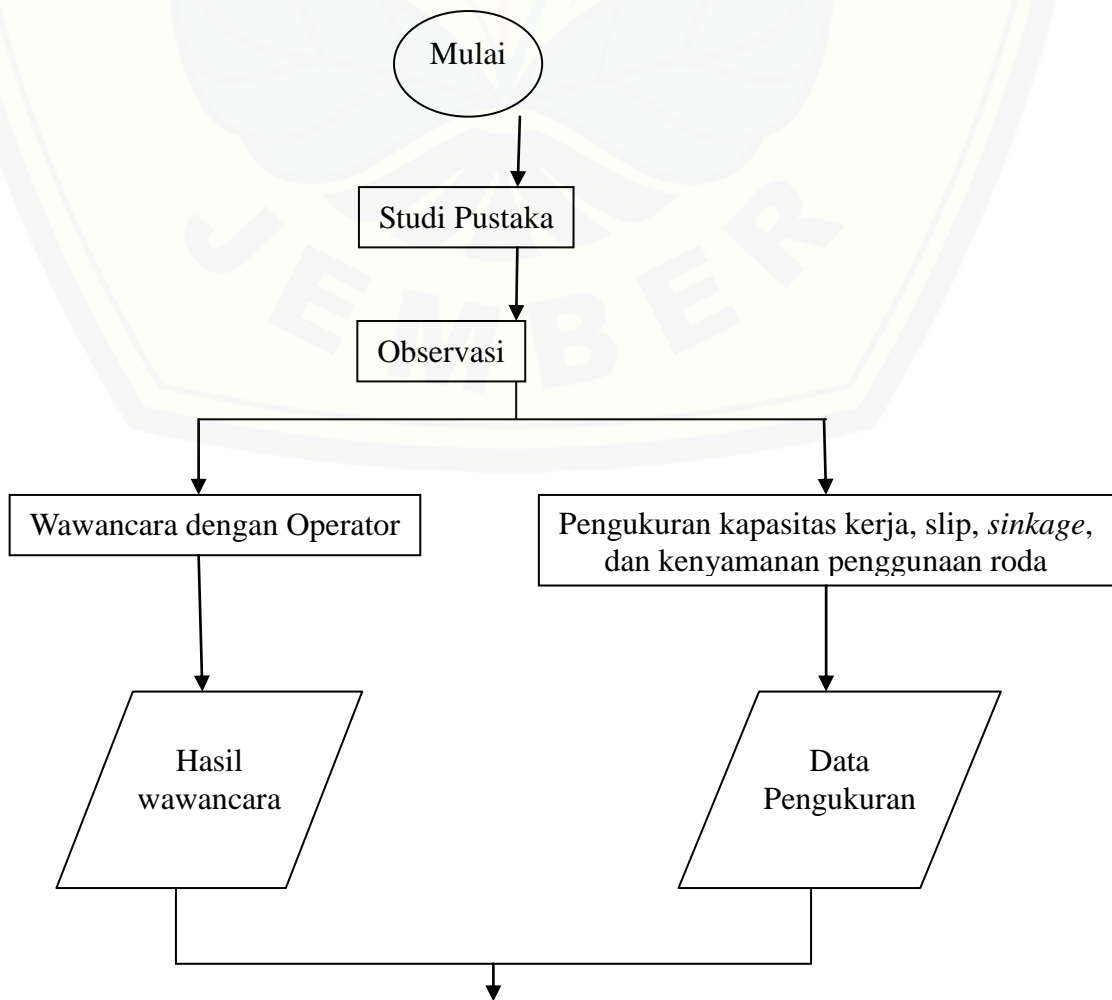 Mulai
Studi Pustaka
Observasi
Wawancara dengan Operator
Pengukuran kapasitas kerja, slip, sinkage,
dan kenyamanan penggunaan roda
Hasil
wawancara
Data
Pengukuran
JEMBER